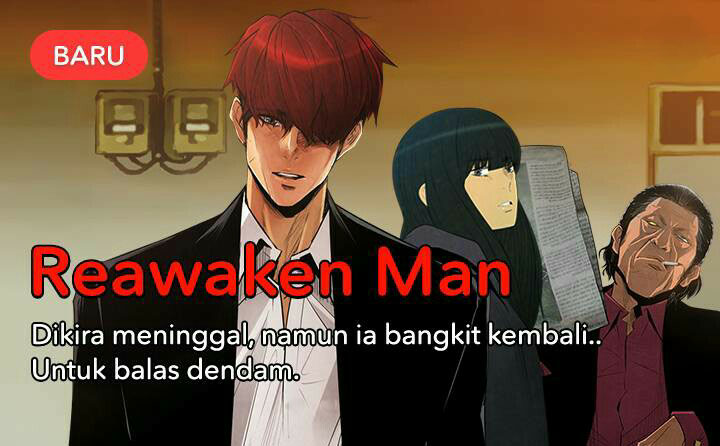 BARU
Reawaken Man
Dikira meninggal, namun ia bangkit kembali..
Untuk balas dendam.